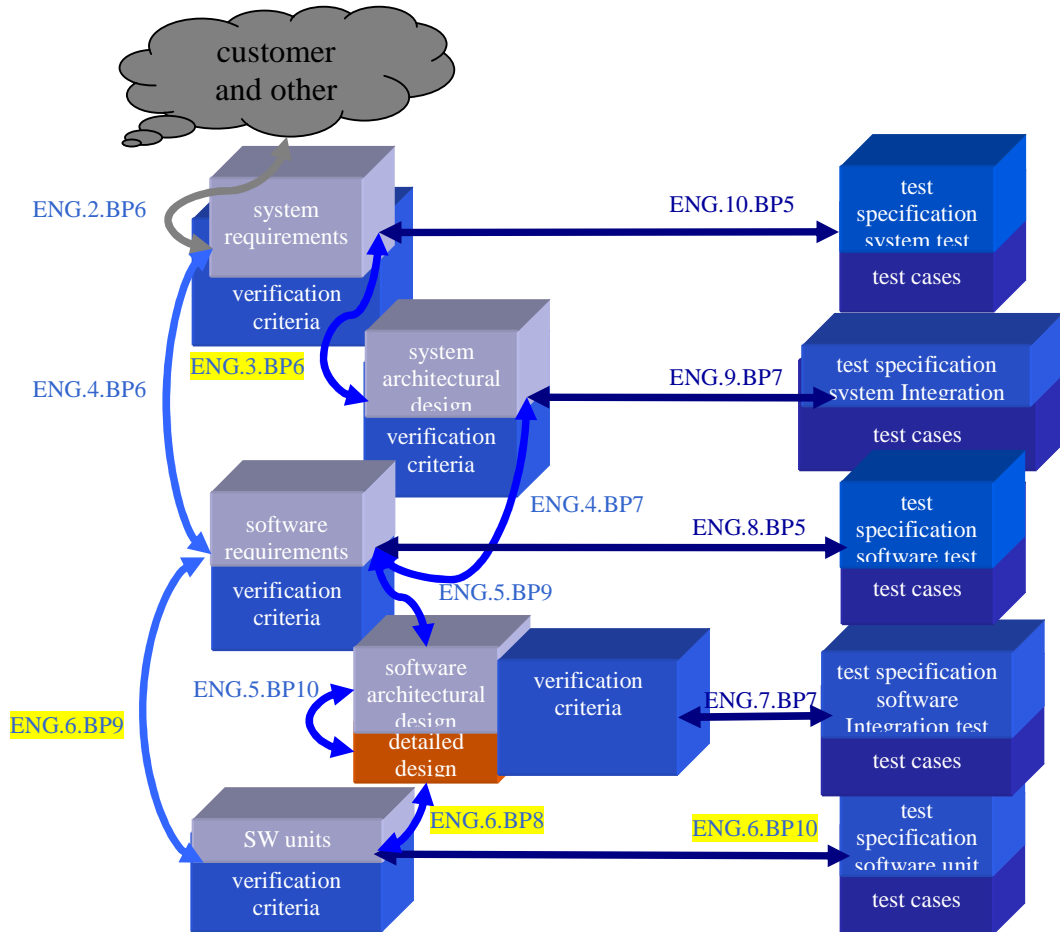 customer
and other
ENG.2.BP6
system
requirements
verification
criteria
ENG.10.BP5
test
specification
system test
test cases
ENG.3.BP6
ENG.4.BP6
system
architectural
design
verification
criteria
ENG.9.BP7
test specification
system Integration
test cases
ENG.4.BP7
software
requirements
verification
criteria
ENG.8.BP5
test
specification
software test
test cases
ENG.5.BP9
ENG.5.BP10
software
architectural
design
detailed
design
verification
criteria
ENG.7.BP7
test specification
software
Integration test
test cases
ENG.6.BP9
ENG.6.BP8
SW units
verification
criteria
ENG.6.BP10
test
specification
software unit
test cases